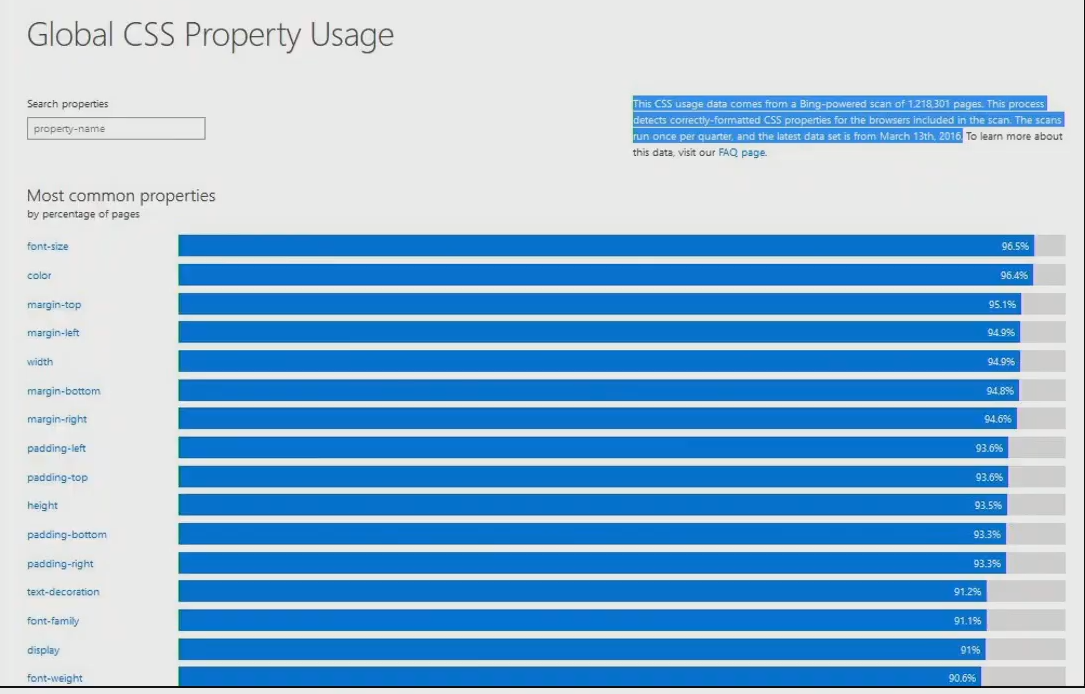 Global CSS Property Usage
Search properties
property-name
This CSS usage data comes from a Bing-powered scan of 1,218,301 pages. This process
detects correctly-formatted CSS properties for the browsers included in the scan. The scans
run once per quarter, and the latest data set is from March 13th, 2016. To learn more about
this data, visit our FAQ page.
Most common properties
by percentage of pages
font-size 96.5%
color 96.4%
margin-top 95.1%
margin-left 94.9%
width 94.9%
margin-bottom 94.8%
margin-right 94.6%
padding-left 93.6%
padding-top 93.6%
height 93.5%
padding-bottom 93.3%
padding-right 93.3%
text-decoration 91.2%
font-family 91.1%
display 91%
font-weight 90.6%